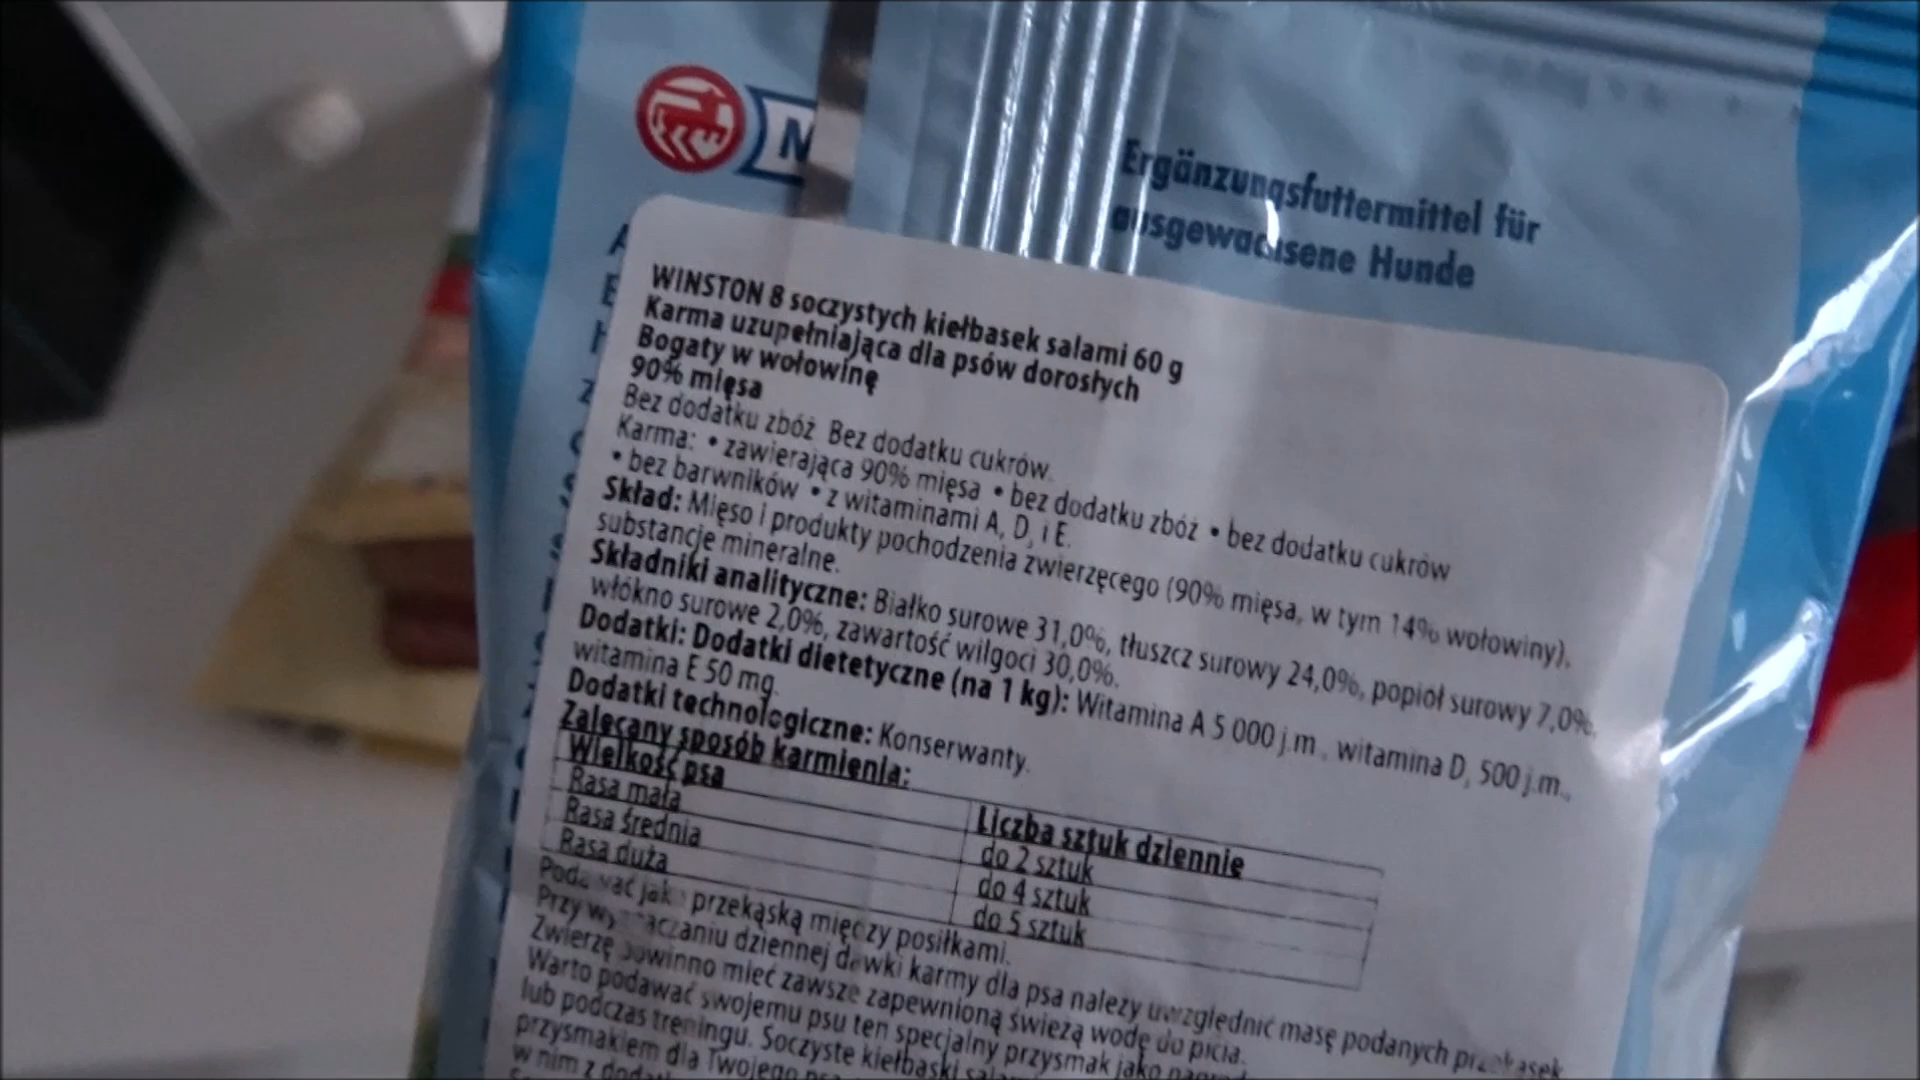 N
Ergänzungsfuttermittel für
ausgewachsene Hunde
WINSTON 8 soczystych kiełbasek salami 60 g
Karma uzupełniająca dla psów dorosłych
Bogaty w wołowinę
90% mięsa
Bez dodatku zbóż. Bez dodatku cukrów.
Karma: • zawierająca 90% mięsa • bez dodatku zbóż • bez dodatku cukrów
• bez barwników • z witaminami A, D, i E.
Skład: Mięso i produkty pochodzenia zwierzęcego (90% mięsa, w tym 14% wołowiny),
substancje mineralne.
Składniki analityczne: Białko surowe 31,0%, tłuszcz surowy 24,0%, popiół surowy 7,0%,
włókno surowe 2,0%, zawartość wilgoci 30,0%.
Dodatki: Dodatki dietetyczne (na 1 kg): Witamina A 5 000 j.m., witamina D, 500 j.m.,
witamina E 50 mg.
Dodatki technologiczne: Konserwanty.
Zalecany sposób karmienia:
Wielkość psa Liczba sztuk dziennie
Rasa mała do 2 sztuk
Rasa średnia do 4 sztuk
Rasa duża do 5 sztuk
Podawać jako przekąskę między posiłkami.
Przy wyznaczaniu dziennej dawki karmy dla psa należy uwzględnić masę podanych przekąsek
Zwierzę powinno mieć zawsze zapewnioną świeżą wodę do picia.
Warto podawać swojemu psu ten specjalny przysmak jako
lub podczas treningu. Soczyste kiełbaski
przysmakiem dla Twojego
w nim z